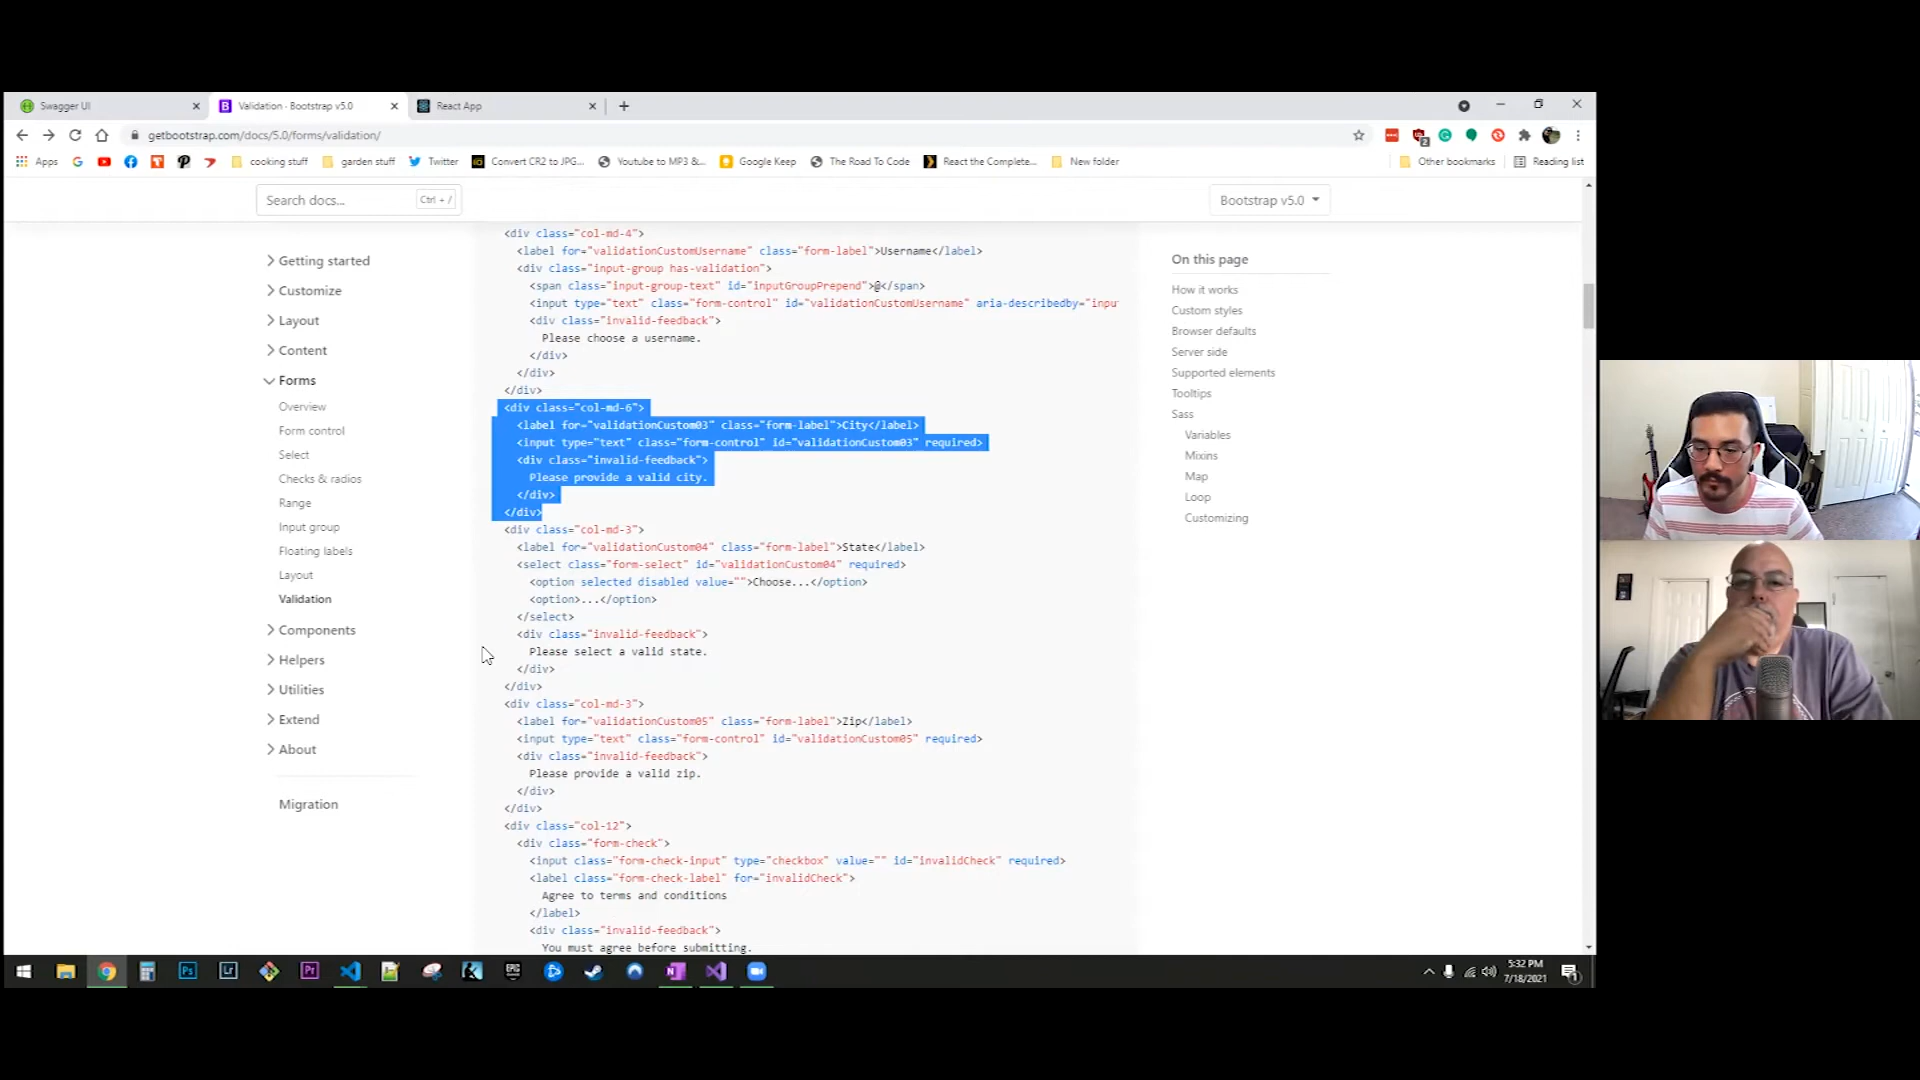 Swagger UI
Validation · Bootstrap v5.0
React App
getbootstrap.com/docs/5.0/forms/validation/
Apps
cooking stuff
garden stuff
Twitter
Convert CR2 to JPG...
Youtube to MP3 &...
Google Keep
The Road To Code
React the Complete...
New folder
Other bookmarks
Reading list
Search docs...
Ctrl + /
Bootstrap v5.0
Getting started
Customize
Layout
Content
Forms
Overview
Form control
Select
Checks & radios
Range
Input group
Floating labels
Layout
Validation
Components
Helpers
Utilities
Extend
About
Migration
<div class="col-md-4">
<label for="validationCustomUsername" class="form-label">Username</label>
<div class="input-group has-validation">
<span class="input-group-text" id="inputGroupPrepend">@</span>
<input type="text" class="form-control" id="validationCustomUsername" aria-describedby="inpu
<div class="invalid-feedback">
Please choose a username.
</div>
</div>
</div>
<div class="col-md-6">
<label for="validationCustom03" class="form-label">City</label>
<input type="text" class="form-control" id="validationCustom03" required>
<div class="invalid-feedback">
Please provide a valid city.
</div>
</div>
<div class="col-md-3">
<label for="validationCustom04" class="form-label">State</label>
<select class="form-select" id="validationCustom04" required>
<option selected disabled value="">Choose...</option>
<option>...</option>
</select>
<div class="invalid-feedback">
Please select a valid state.
</div>
</div>
<div class="col-md-3">
<label for="validationCustom05" class="form-label">Zip</label>
<input type="text" class="form-control" id="validationCustom05" required>
<div class="invalid-feedback">
Please provide a valid zip.
</div>
</div>
<div class="col-12">
<div class="form-check">
<input class="form-check-input" type="checkbox" value="" id="invalidCheck" required>
<label class="form-check-label" for="invalidCheck">
Agree to terms and conditions
</label>
<div class="invalid-feedback">
You must agree before submitting.
On this page
How it works
Custom styles
Browser defaults
Server side
Supported elements
Tooltips
Sass
Variables
Mixins
Map
Loop
Customizing
Ps
Lr
Pr
EPIC
N
5:32 PM
7/18/2021